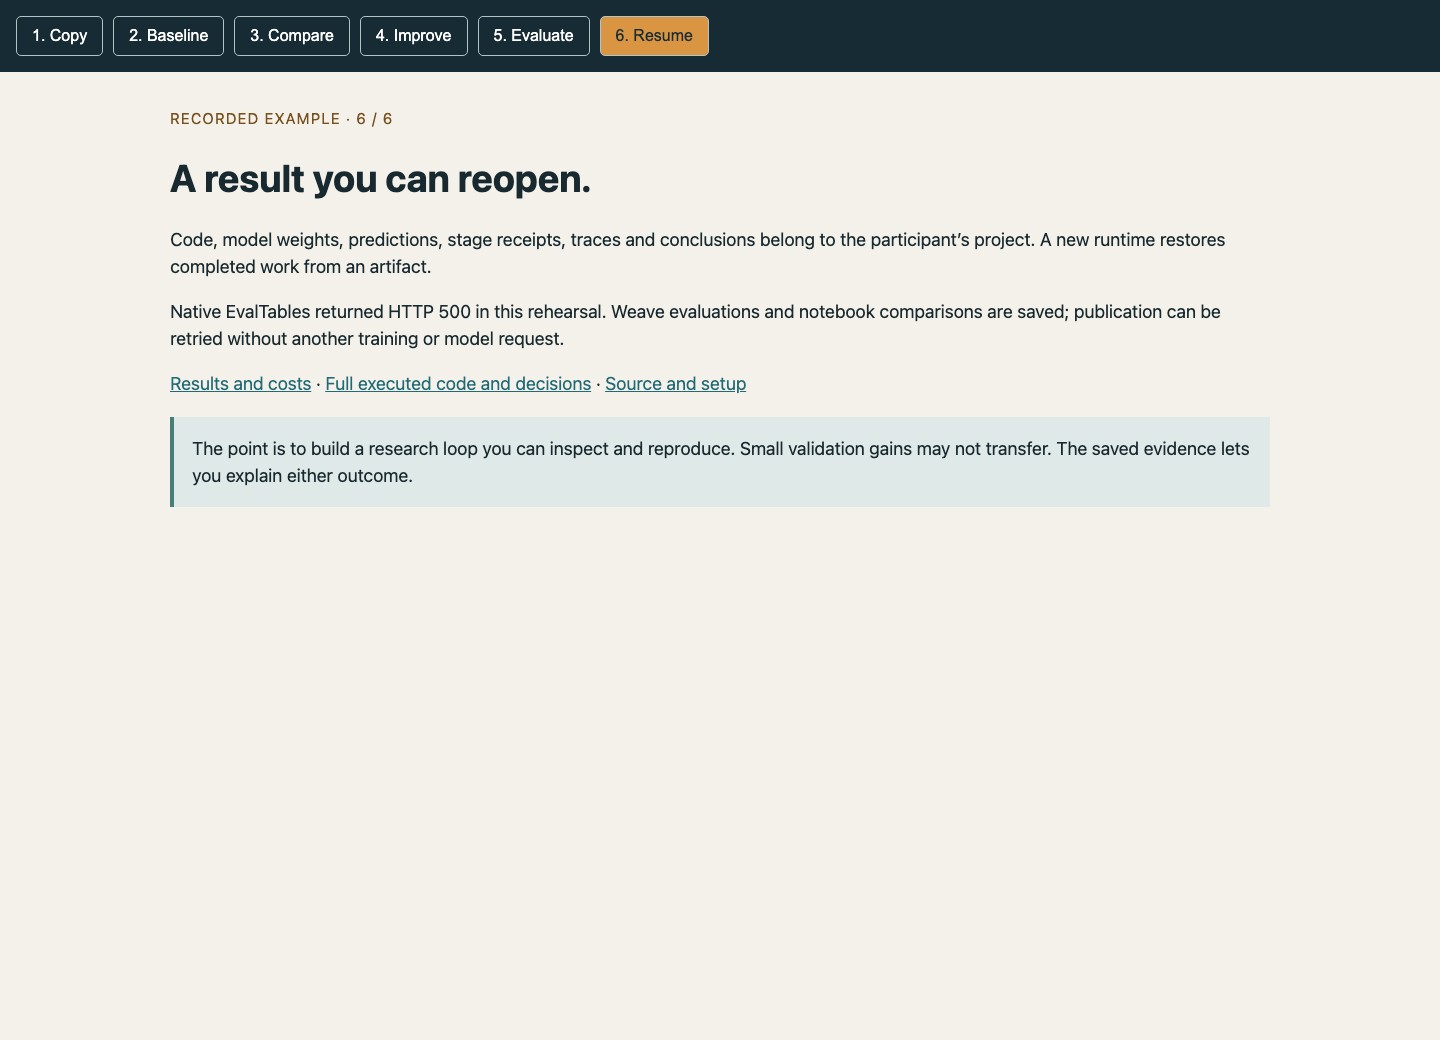 1. Copy
2. Baseline
3. Compare
4. Improve
5. Evaluate
6. Resume
RECORDED EXAMPLE · 6 / 6
A result you can reopen.
Code, model weights, predictions, stage receipts, traces and conclusions belong to the participant’s project. A new runtime restores
completed work from an artifact.
Native EvalTables returned HTTP 500 in this rehearsal. Weave evaluations and notebook comparisons are saved; publication can be
retried without another training or model request.
Results and costs · Full executed code and decisions · Source and setup
The point is to build a research loop you can inspect and reproduce. Small validation gains may not transfer. The saved evidence lets
you explain either outcome.